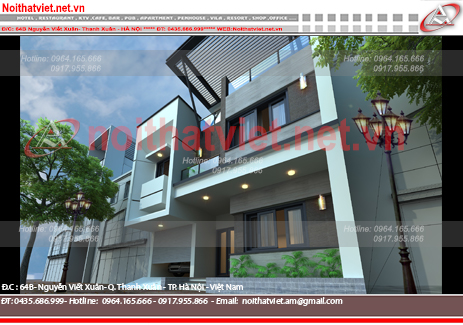 Noithatviet.net.vn
HOTEL . RESTAURANT . KTV.CAFE. BAR . PUB . APARTMENT . PENHOUSE . VILA . RESORT . SHOP . OFFICE ...
Đ/C: 64B Nguyễn Viết Xuân- Thanh Xuân - HÀ NỘI ***** ĐT: 0435.686.999***** WEB:Noithatviet.net.vn
Hotline: 0964.165.666
0917.955.866
Hotline: 0964.165.666
0917.955.866
noithatviet.net.vn
Hotline: 0964.165.666
0917.955.866
Hotline: 0964.165.666
0917.955.866
Hotline: 0964.165.666
0917.955.866
Đ.C : 64B- Nguyễn Viết Xuân- Q. Thanh Xuân - TP. Hà Nội - Việt Nam
ĐT: 0435.686.999- Hotline: 0964.165.666 - 0917.955.866 - Email: noithatviet.am@gmail.com